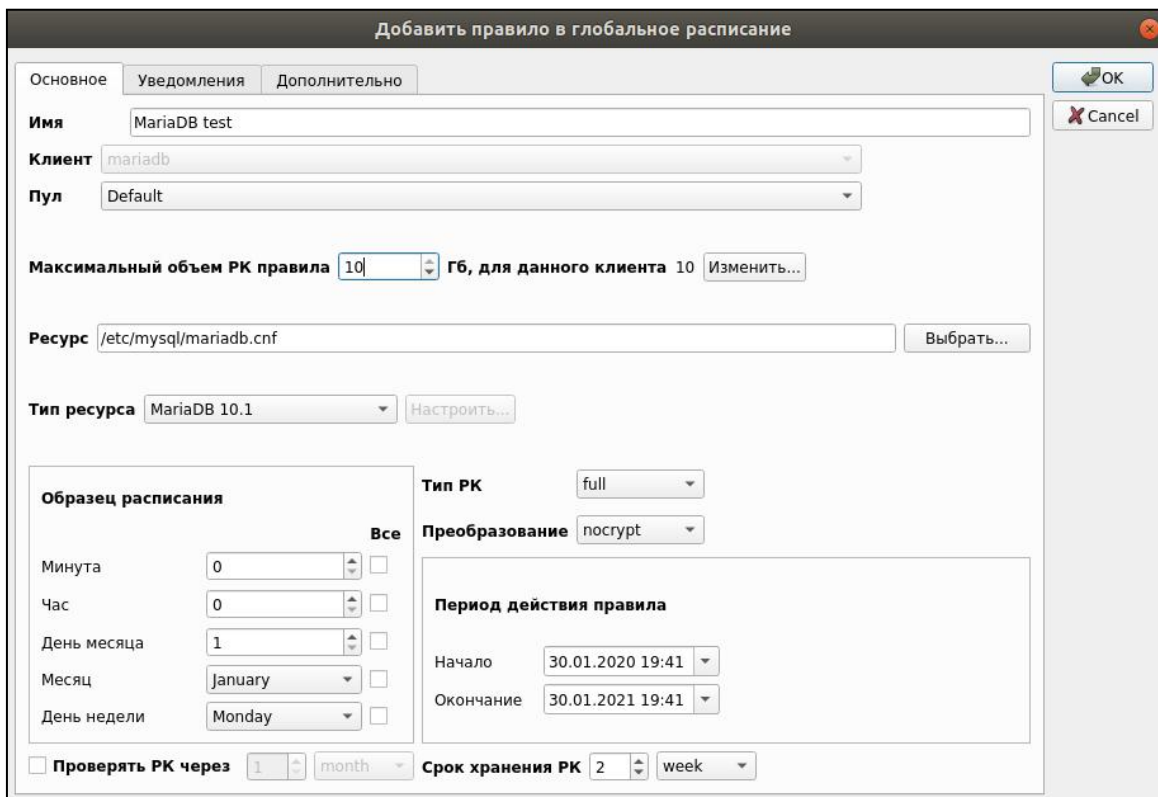 Добавить правило в глобальное расписание
Основное Уведомления Дополнительно
OK
Cancel
Имя MariaDB test
Клиент mariadb
Пул Default
Максимальный объем РК правила 10 Гб, для данного клиента 10 Изменить...
Ресурс /etc/mysql/mariadb.cnf Выбрать...
Тип ресурса MariaDB 10.1 Настроить...
Образец расписания
Все
Минута 0
Час 0
День месяца 1
Месяц January
День недели Monday
Тип РК full
Преобразование nocrypt
Период действия правила
Начало 30.01.2020 19:41
Окончание 30.01.2021 19:41
Проверять РК через 1 month
Срок хранения РК 2 week